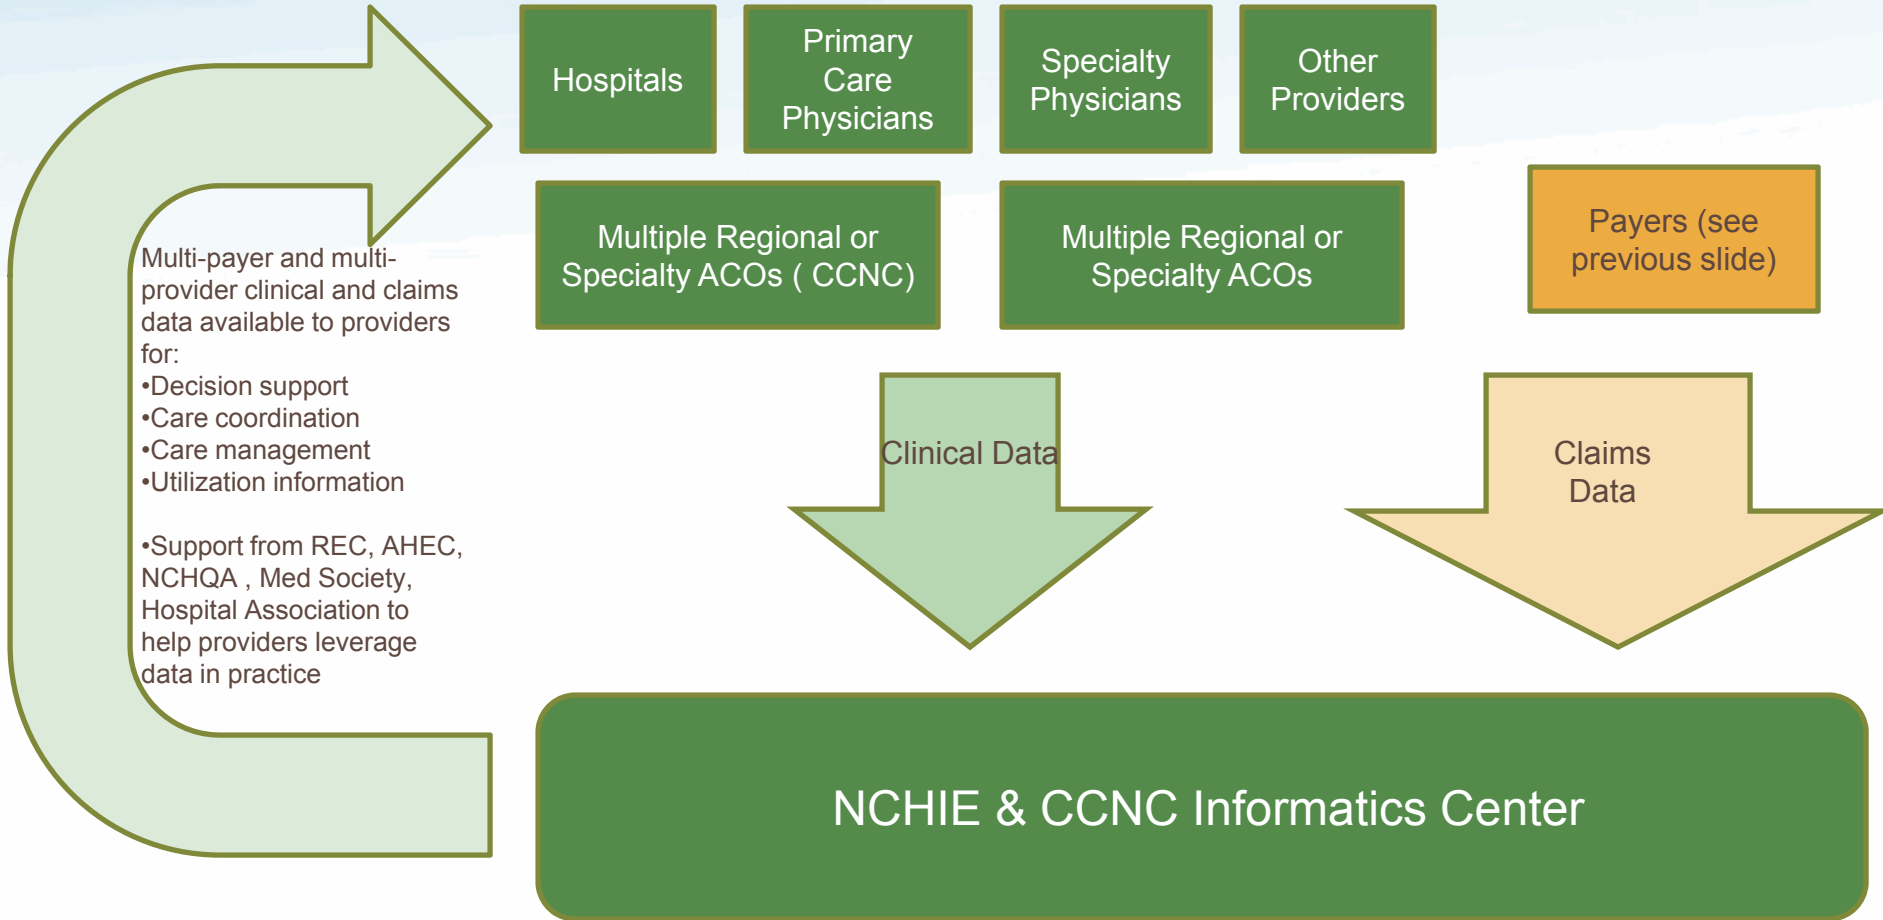 Hospitals
Primary
Care
Physicians
Specialty
Physicians
Other
Providers
Multiple Regional or
Specialty ACOs ( CCNC)
Multiple Regional or
Specialty ACOs
Payers (see
previous slide)
Multi-payer and multi-
provider clinical and claims
data available to providers
for:
•Decision support
•Care coordination
•Care management
•Utilization information
•Support from REC, AHEC,
NCHQA , Med Society,
Hospital Association to
help providers leverage
data in practice
Clinical Data
Claims
Data
NCHIE & CCNC Informatics Center